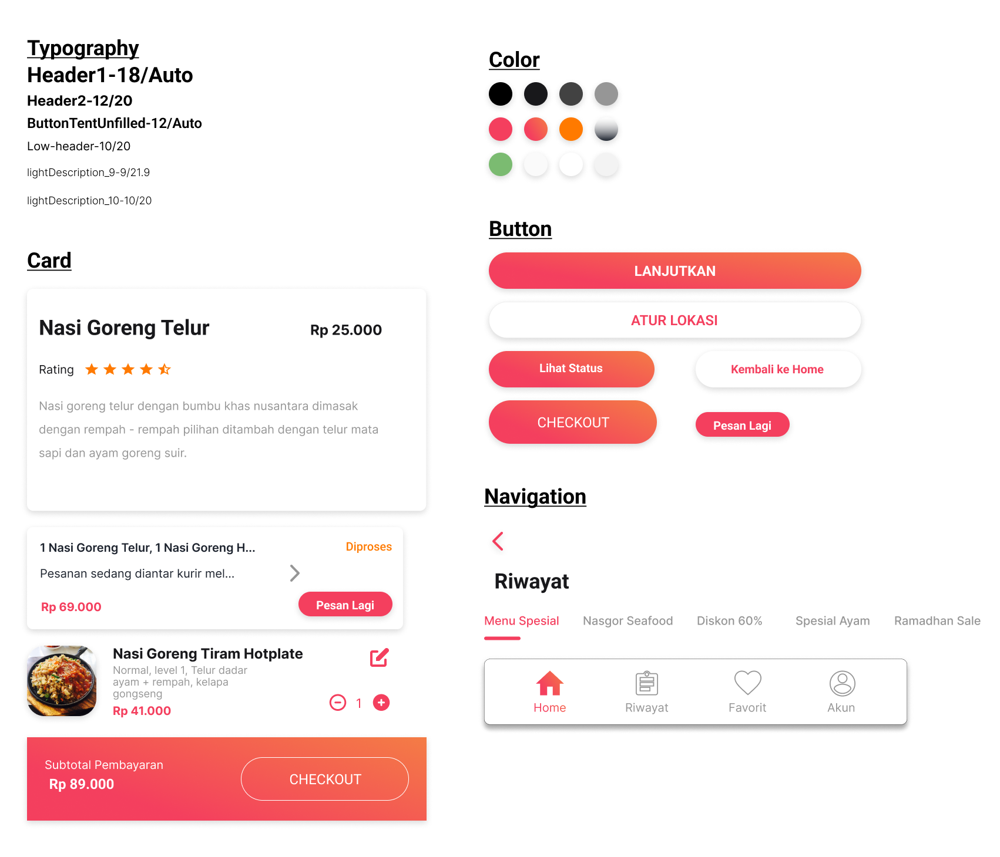 Typography
Header1-18/Auto
Header2-12/20
ButtonTentUnfilled-12/Auto
Low-header-10/20
lightDescription_9-9/21.9
lightDescription_10-10/20
Card
Nasi Goreng Telur
Rp 25.000
Rating
Nasi goreng telur dengan bumbu khas nusantara dimasak
dengan rempah - rempah pilihan ditambah dengan telur mata
sapi dan ayam goreng suir.
1 Nasi Goreng Telur, 1 Nasi Goreng H...
Diproses
Pesanan sedang diantar kurir mel...
Rp 69.000
Pesan Lagi
Nasi Goreng Tiram Hotplate
Normal, level 1, Telur dadar
ayam + rempah, kelapa
gongseng
Rp 41.000
1
Subtotal Pembayaran
Rp 89.000
CHECKOUT
Color
Button
LANJUTKAN
ATUR LOKASI
Lihat Status
Kembali ke Home
CHECKOUT
Pesan Lagi
Navigation
Riwayat
Menu Spesial
Nasgor Seafood
Diskon 60%
Spesial Ayam
Ramadhan Sale
Home
Riwayat
Favorit
Akun